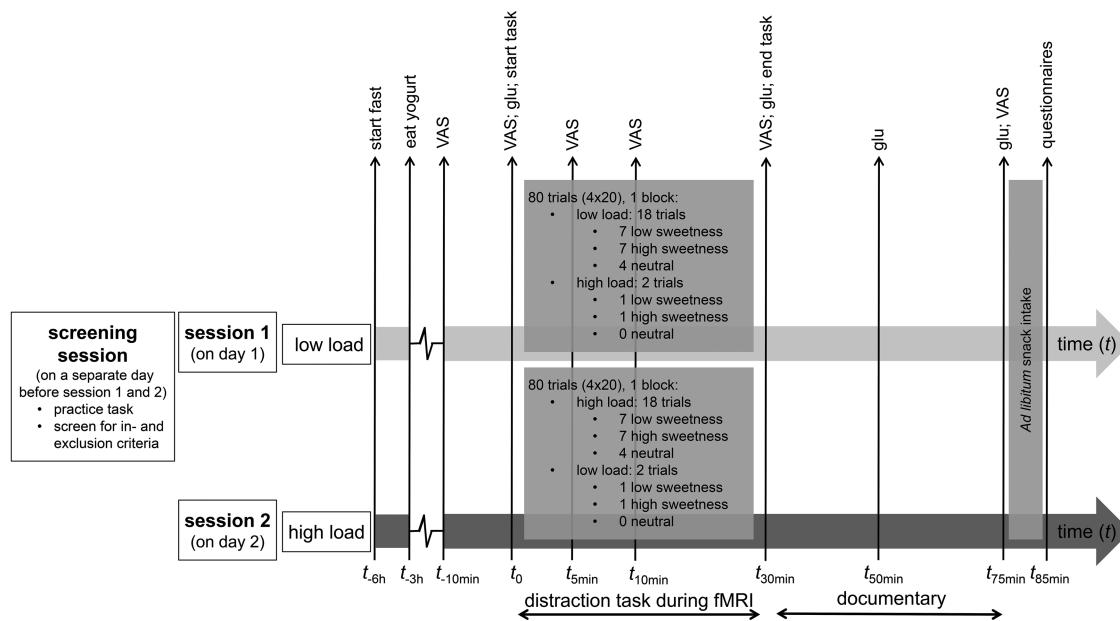 start fast
eat yogurt
VAS
VAS; glu; start task
VAS
VAS
VAS; glu; end task
glu
glu; VAS
questionnaires
80 trials (4x20), 1 block:
• low load: 18 trials
• 7 low sweetness
• 7 high sweetness
• 4 neutral
• high load: 2 trials
• 1 low sweetness
• 1 high sweetness
• 0 neutral
screening
session
(on a separate day
before session 1 and 2)
• practice task
• screen for in- and
exclusion criteria
session 1
(on day 1)
low load
time (t)
Ad libitum snack intake
80 trials (4x20), 1 block:
• high load: 18 trials
• 7 low sweetness
• 7 high sweetness
• 4 neutral
• low load: 2 trials
• 1 low sweetness
• 1 high sweetness
• 0 neutral
session 2
(on day 2)
high load
time (t)
t-6h
t-3h
t-10min
t0
t5min
t10min
t30min
t50min
t75min
t85min
distraction task during fMRI
documentary